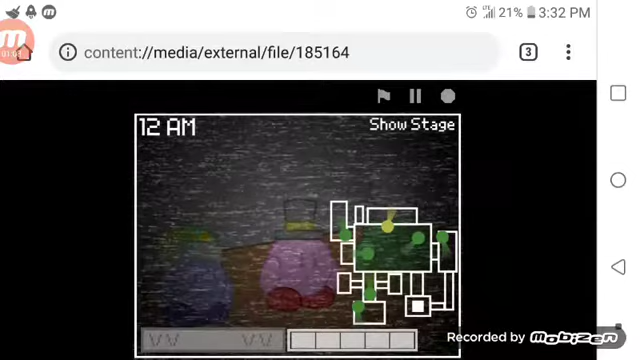 21% 3:32 PM
content://media/external/file/185164
3
12 AM
Show Stage
Recorded by mobizen